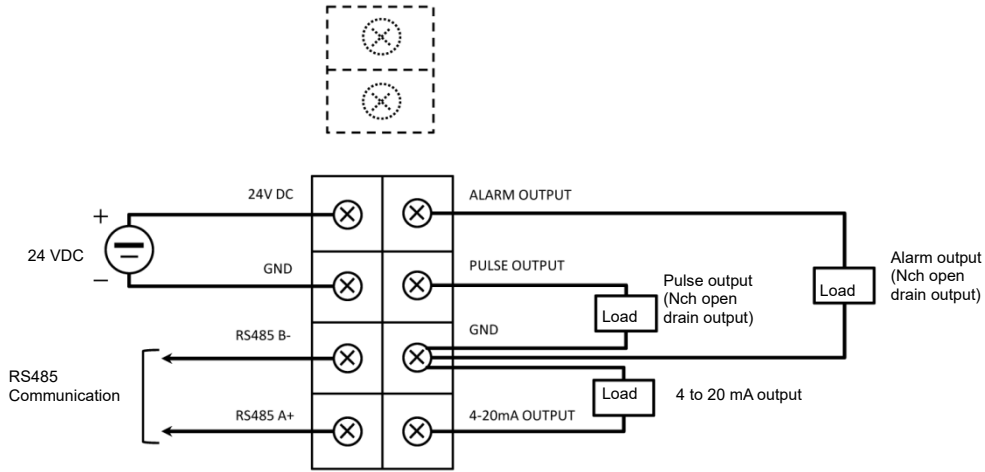 24V DC
ALARM OUTPUT
+
24 VDC
–
GND
PULSE OUTPUT
Load
Pulse output
(Nch open
drain output)
Load
Alarm output
(Nch open
drain output)
RS485 B-
GND
RS485
Communication
RS485 A+
4-20mA OUTPUT
Load
4 to 20 mA output